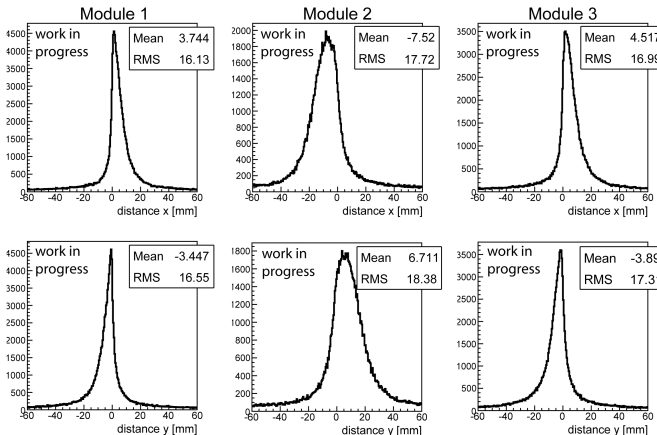 Module 1
Module 2
Module 3
work in
progress
Mean 3.744
RMS 16.13
4500
4000
3500
3000
2500
2000
1500
1000
500
0
-60 -40 -20 0 20 40 60
distance x [mm]
work in
progress
Mean -7.52
RMS 17.72
2000
1800
1600
1400
1200
1000
800
600
400
200
0
-60 -40 -20 0 20 40 60
distance x [mm]
work in
progress
Mean 4.517
RMS 16.99
3500
3000
2500
2000
1500
1000
500
0
-60 -40 -20 0 20 40 60
distance x [mm]
work in
progress
Mean -3.447
RMS 16.55
4500
4000
3500
3000
2500
2000
1500
1000
500
0
-60 -40 -20 0 20 40 60
distance y [mm]
work in
progress
Mean 6.711
RMS 18.38
1800
1600
1400
1200
1000
800
600
400
200
0
-60 -40 -20 0 20 40 60
distance y [mm]
work in
progress
Mean -3.89
RMS 17.31
3500
3000
2500
2000
1500
1000
500
0
-60 -40 -20 0 20 40 60
distance y [mm]